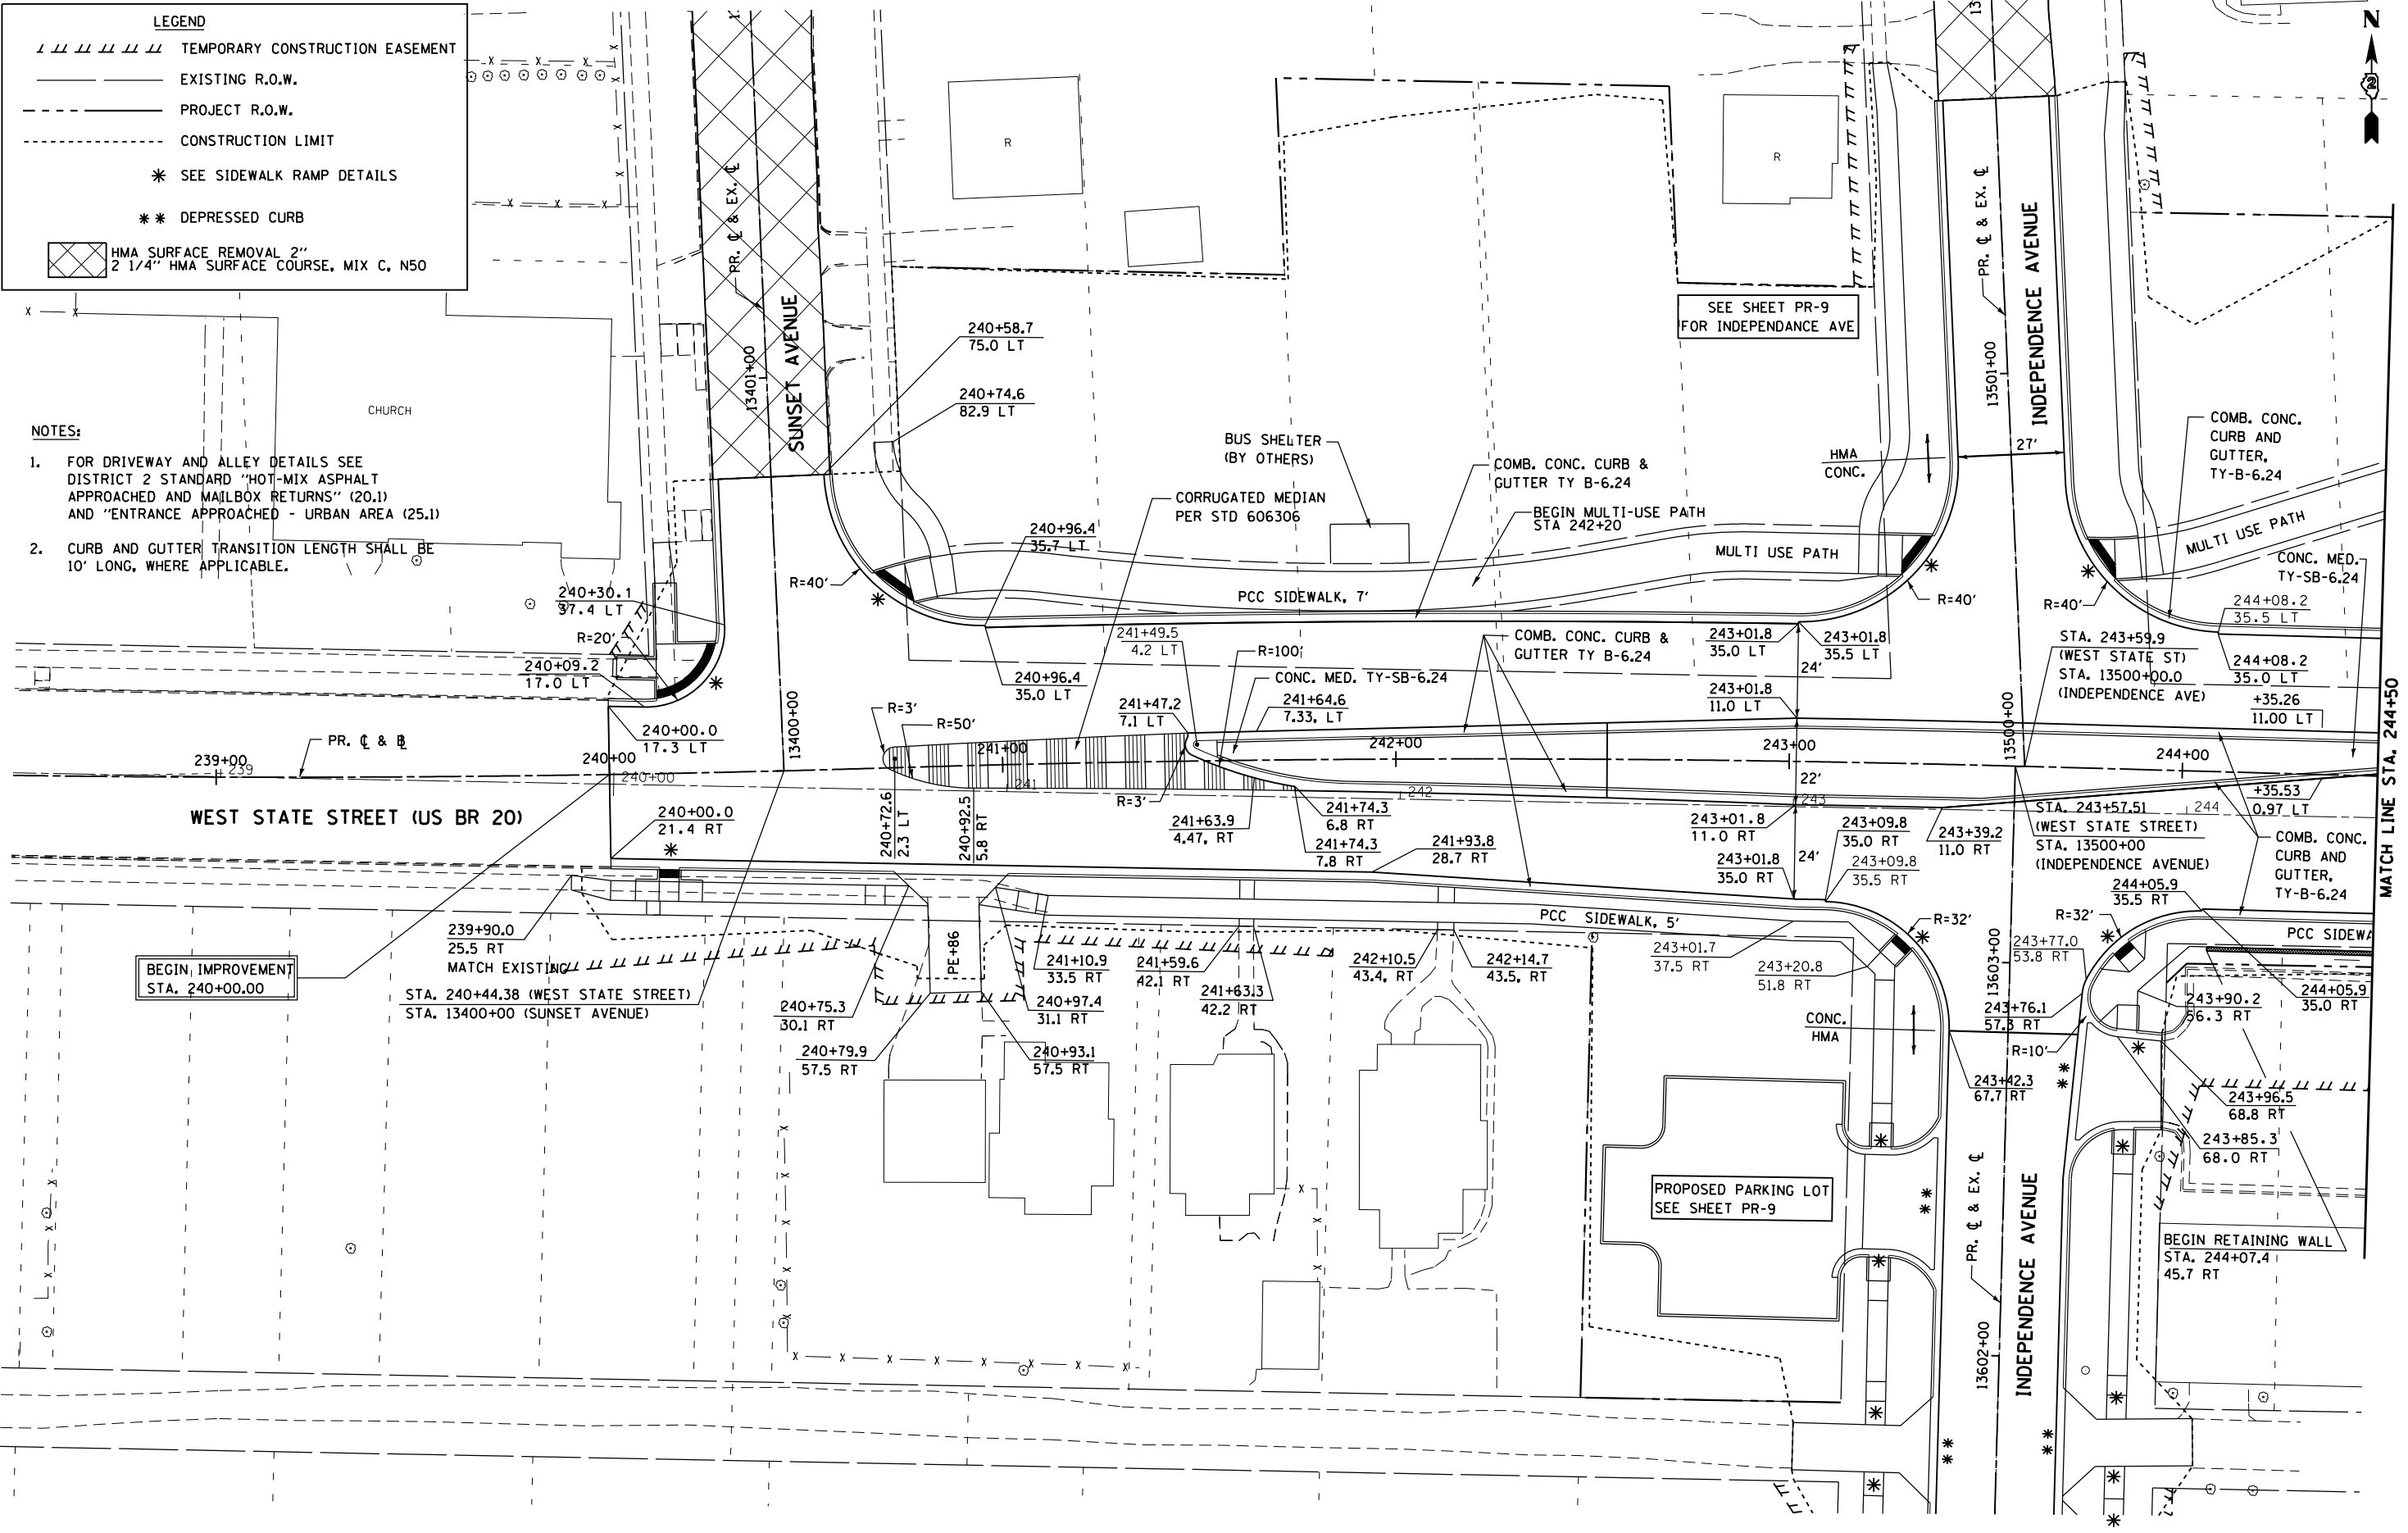 LEGEND
TEMPORARY CONSTRUCTION EASEMENT
EXISTING R.O.W.
PROJECT R.O.W.
CONSTRUCTION LIMIT
SEE SIDEWALK RAMP DETAILS
DEPRESSED CURB
HMA SURFACE REMOVAL 2"
2 1/4" HMA SURFACE COURSE, MIX C, N50
NOTES:
1. FOR DRIVEWAY AND ALLEY DETAILS SEE
DISTRICT 2 STANDARD "HOT-MIX ASPHALT
APPROACHED AND MAILBOX RETURNS" (20.1)
AND "ENTRANCE APPROACHED - URBAN AREA (25.1)
2. CURB AND GUTTER TRANSITION LENGTH SHALL BE
10' LONG, WHERE APPLICABLE.
CHURCH
R
R
N
2
PR. ℄ & EX. ℄
13401+00
SUNSET AVENUE
240+58.7
75.0 LT
240+74.6
82.9 LT
SEE SHEET PR-9
FOR INDEPENDANCE AVE
PR. ℄ & EX. ℄
INDEPENDENCE AVENUE
13501+00
27'
HMA
CONC.
COMB. CONC.
CURB AND
GUTTER,
TY-B-6.24
BUS SHELTER
(BY OTHERS)
COMB. CONC. CURB &
GUTTER TY B-6.24
CORRUGATED MEDIAN
PER STD 606306
BEGIN MULTI-USE PATH
STA 242+20
MULTI USE PATH
MULTI USE PATH
CONC. MED.
TY-SB-6.24
240+96.4
35.7 LT
R=40'
240+30.1
37.4 LT
R=20'
240+09.2
17.0 LT
PCC SIDEWALK, 7'
R=40'
R=40'
244+08.2
35.5 LT
244+08.2
35.0 LT
241+49.5
4.2 LT
R=100'
COMB. CONC. CURB &
GUTTER TY B-6.24
243+01.8
35.0 LT
243+01.8
35.5 LT
24'
240+96.4
35.0 LT
CONC. MED. TY-SB-6.24
STA. 243+59.9
(WEST STATE ST)
STA. 13500+00.0
(INDEPENDENCE AVE)
+35.26
11.00 LT
240+00.0
17.3 LT
13400+00
R=3'
R=50'
241+47.2
7.1 LT
241+64.6
7.33, LT
243+01.8
11.0 LT
13500+00
MATCH LINE STA. 244+50
PR. ℄ & B
239+00
239
240+00
240+00
241+00
241
242+00
242
243+00
243
244+00
244
22'
WEST STATE STREET (US BR 20)
240+00.0
21.4 RT
240+72.6
2.3 LT
240+92.5
5.8 RT
R=3'
241+63.9
4.47, RT
241+74.3
6.8 RT
241+74.3
7.8 RT
241+93.8
28.7 RT
243+01.8
11.0 RT
243+01.8
35.0 RT
24'
243+09.8
35.0 RT
243+09.8
35.5 RT
243+39.2
11.0 RT
STA. 243+57.51
(WEST STATE STREET)
STA. 13500+00
(INDEPENDENCE AVENUE)
+35.53
0.97 LT
COMB. CONC.
CURB AND
GUTTER,
TY-B-6.24
244+05.9
35.5 RT
239+90.0
25.5 RT
MATCH EXISTING
BEGIN IMPROVEMENT
STA. 240+00.00
STA. 240+44.38 (WEST STATE STREET)
STA. 13400+00 (SUNSET AVENUE)
PE+86
240+75.3
30.1 RT
240+79.9
57.5 RT
240+93.1
57.5 RT
240+97.4
31.1 RT
241+10.9
33.5 RT
241+59.6
42.1 RT
241+63.3
42.2 RT
242+10.5
43.4, RT
242+14.7
43.5, RT
PCC SIDEWALK, 5'
243+01.7
37.5 RT
243+20.8
51.8 RT
R=32'
R=32'
243+77.0
53.8 RT
13603+00
243+76.1
57.3 RT
R=10'
PCC SIDEWA
243+90.2
56.3 RT
244+05.9
35.0 RT
CONC.
HMA
243+42.3
67.7 RT
243+96.5
68.8 RT
243+85.3
68.0 RT
PROPOSED PARKING LOT
SEE SHEET PR-9
PR. ℄ & EX. ℄
INDEPENDENCE AVENUE
13602+00
BEGIN RETAINING WALL
STA. 244+07.4
45.7 RT